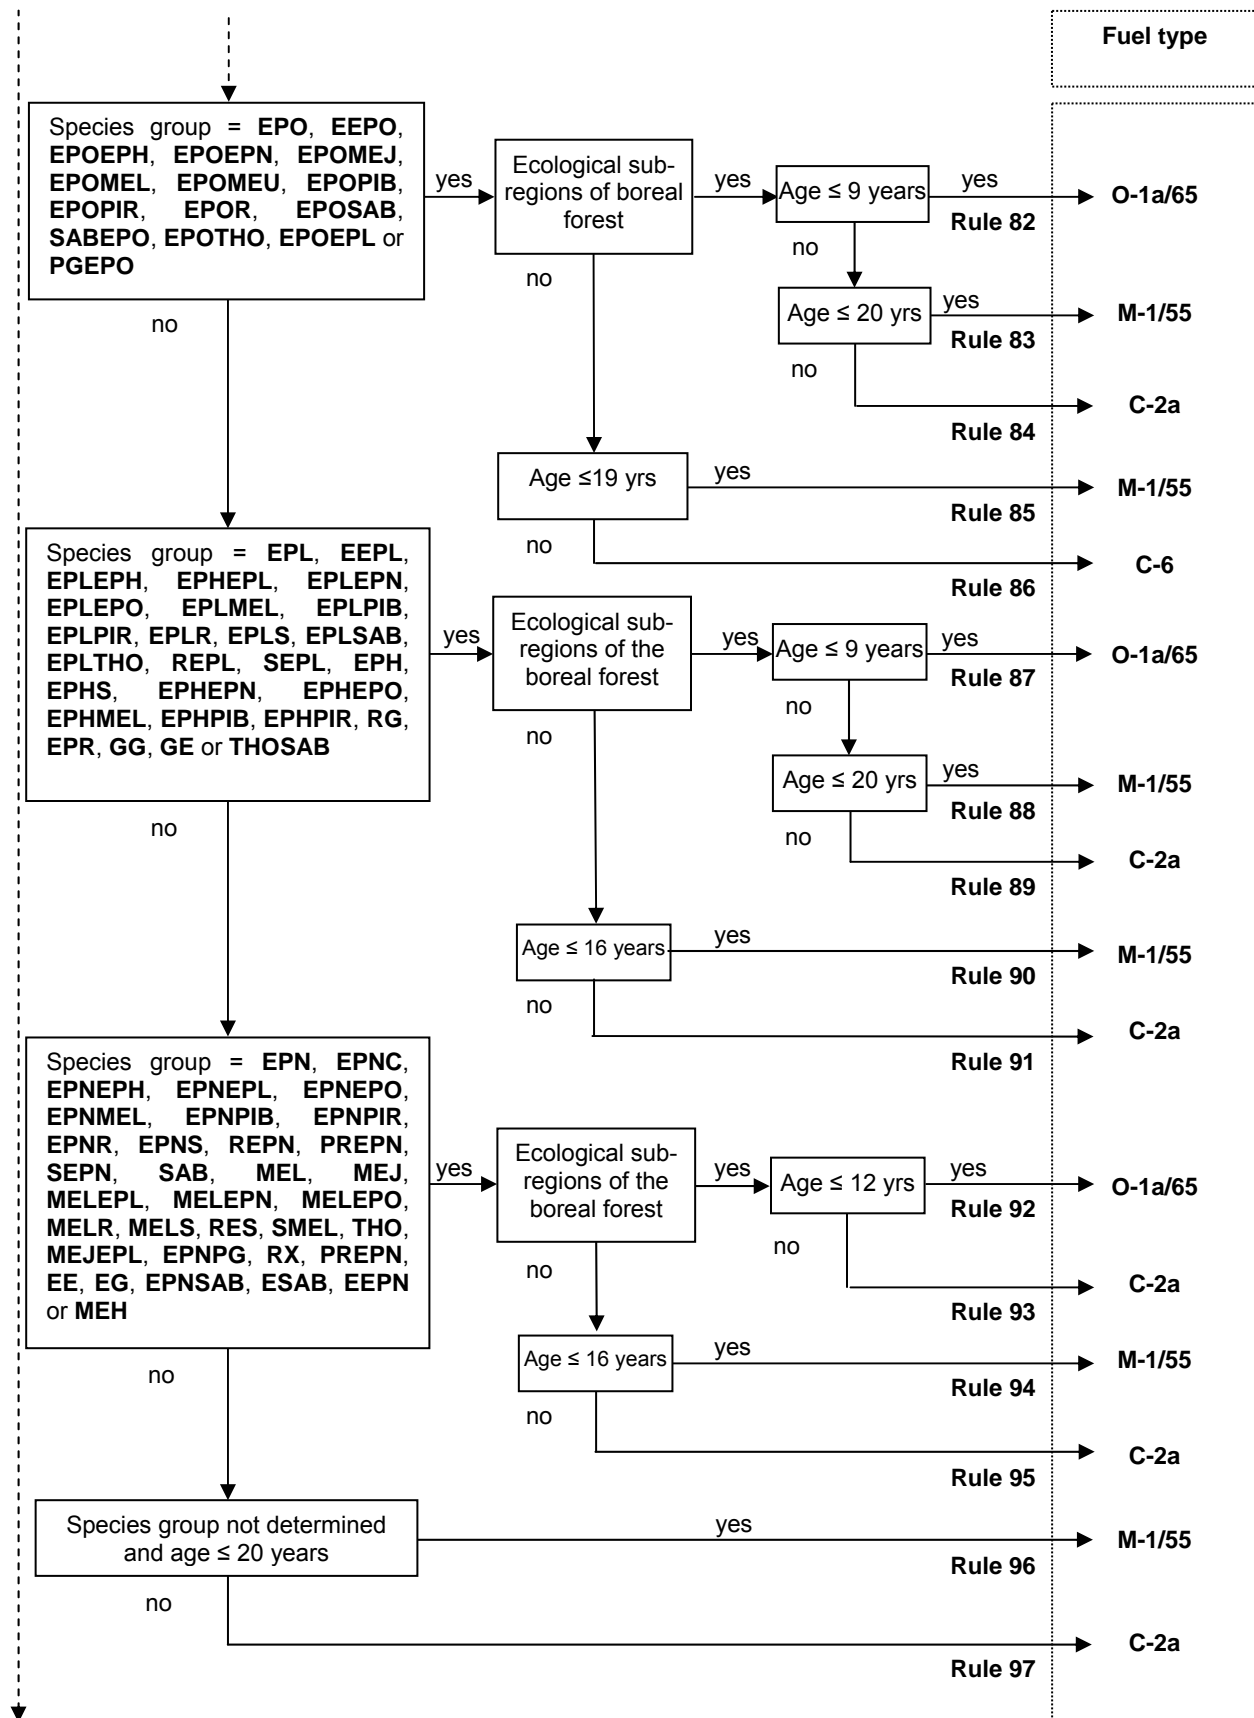 Fuel type
Species group = EPO, EEPO,
EPOEPH, EPOEPN, EPOMEJ,
EPOMEL, EPOMEU, EPOPIB,
EPOPIR, EPOR, EPOSAB,
SABEPO, EPOTHO, EPOEPL or
PGEPO
yes
Ecological sub-
regions of boreal
forest
yes
Age ≤ 9 years
yes
Rule 82
O-1a/65
no
no
no
Age ≤ 20 yrs
yes
Rule 83
M-1/55
no
Rule 84
C-2a
Age ≤19 yrs
yes
Rule 85
M-1/55
no
Rule 86
C-6
Species group = EPL, EEPL,
EPLEPH, EPHEPL, EPLEPN,
EPLEPO, EPLMEL, EPLPIB,
EPLPIR, EPLR, EPLS, EPLSAB,
EPLTHO, REPL, SEPL, EPH,
EPHS, EPHEPN, EPHEPO,
EPHMEL, EPHPIB, EPHPIR, RG,
EPR, GG, GE or THOSAB
yes
Ecological sub-
regions of the
boreal forest
yes
Age ≤ 9 years
yes
Rule 87
O-1a/65
no
no
no
Age ≤ 20 yrs
yes
Rule 88
M-1/55
no
Rule 89
C-2a
Age ≤ 16 years
yes
Rule 90
M-1/55
no
Rule 91
C-2a
Species group = EPN, EPNC,
EPNEPH, EPNEPL, EPNEPO,
EPNMEL, EPNPIB, EPNPIR,
EPNR, EPNS, REPN, PREPN,
SEPN, SAB, MEL, MEJ,
MELEPL, MELEPN, MELEPO,
MELR, MELS, RES, SMEL, THO,
MEJEPL, EPNPG, RX, PREPN,
EE, EG, EPNSAB, ESAB, EEPN
or MEH
yes
Ecological sub-
regions of the
boreal forest
yes
Age ≤ 12 yrs
yes
Rule 92
O-1a/65
no
no
Rule 93
C-2a
Age ≤ 16 years
yes
Rule 94
M-1/55
no
no
Rule 95
C-2a
Species group not determined
and age ≤ 20 years
yes
Rule 96
M-1/55
no
Rule 97
C-2a